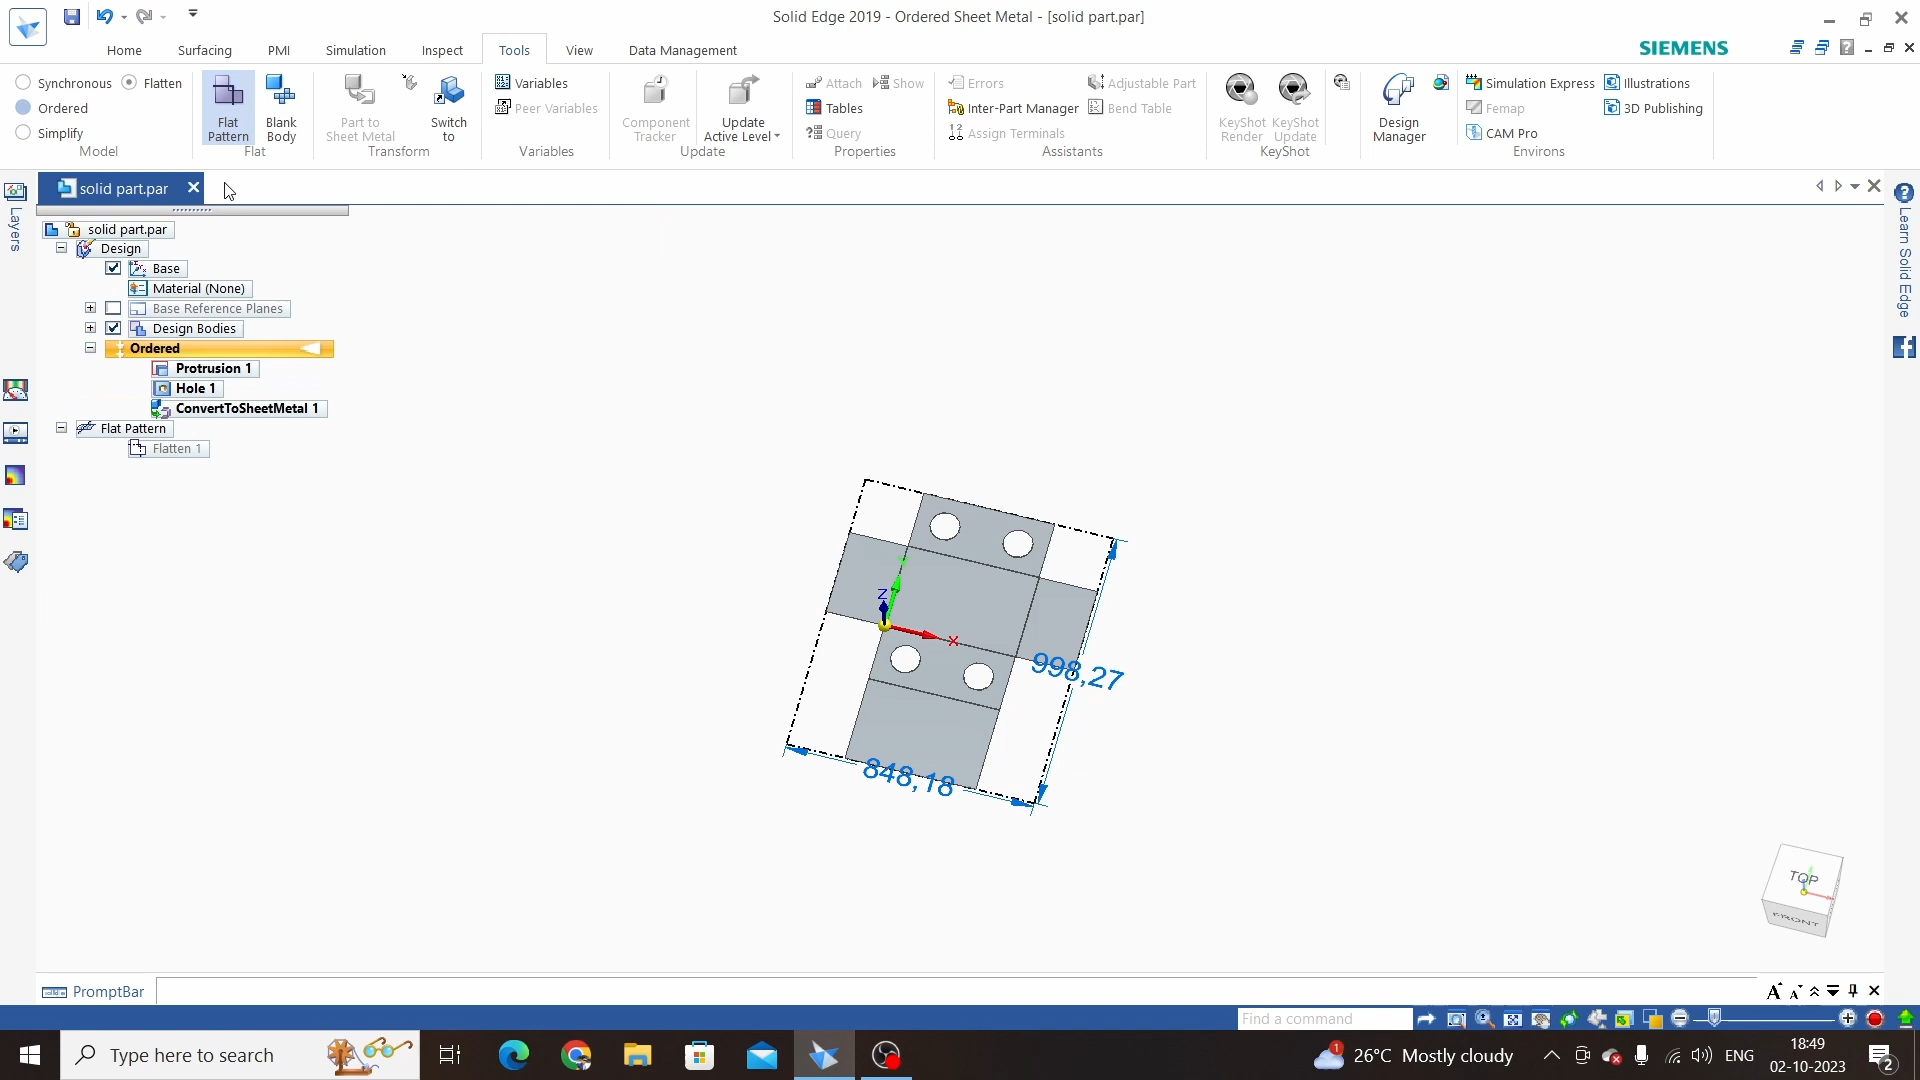 Solid Edge 2019 - Ordered Sheet Metal - [solid part.par]
Home
Surfacing
PMI
Simulation
Inspect
Tools
View
Data Management
SIEMENS
Synchronous
Flatten
Ordered
Simplify
Model
Flat
Pattern
Blank
Body
Flat
Part to
Sheet Metal
Switch
to
Transform
Variables
Peer Variables
Variables
Component
Tracker
Update
Active Level
Update
Attach
Show
Tables
Query
Properties
Errors
Inter-Part Manager
Assign Terminals
Adjustable Part
Bend Table
Assistants
KeyShot
Render
KeyShot
Update
KeyShot
Design
Manager
Simulation Express
Femap
CAM Pro
Illustrations
3D Publishing
Environs
Layers
solid part.par
Learn Solid Edge
solid part.par
Design
Base
Material (None)
Base Reference Planes
Design Bodies
Ordered
Protrusion 1
Hole 1
ConvertToSheetMetal 1
Flat Pattern
Flatten 1
Y
Z
X
998,27
848,18
TOP
FRONT
PromptBar
Find a command
Type here to search
1
26°C Mostly cloudy
ENG
18:49
02-10-2023
2